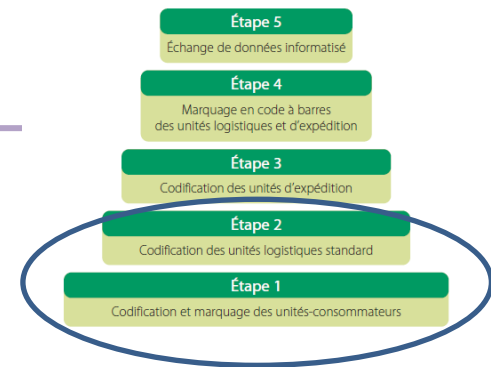 Étape 5
Échange de données informatisé
Étape 4
Marquage en code à barres
des unités logistiques et d'expédition
Étape 3
Codification des unités d'expédition
Étape 2
Codification des unités logistiques standard
Étape 1
Codification et marquage des unités-consommateurs